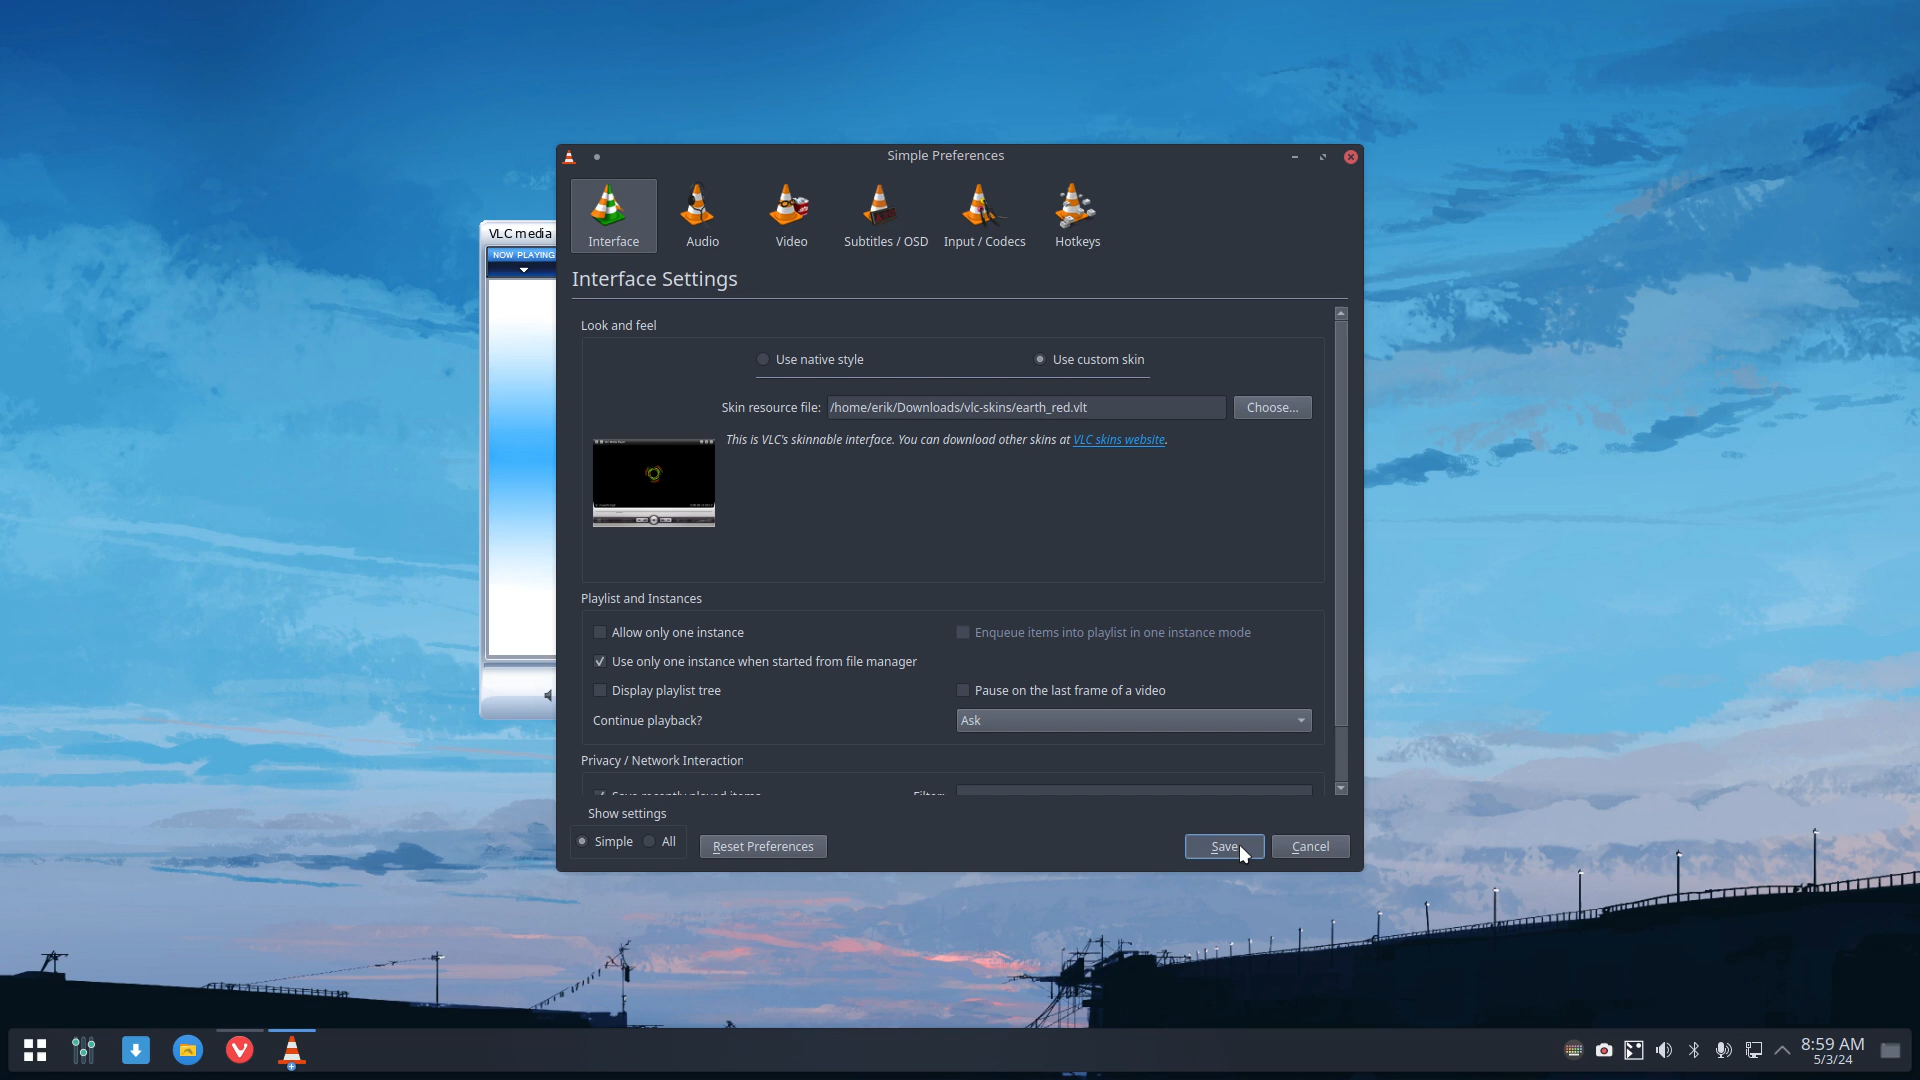 Simple Preferences
Interface
Audio
Video
Subtitles / OSD
Input / Codecs
Hotkeys
VLC media
NOW PLAYING
Interface Settings
Look and feel
Use native style
Use custom skin
Skin resource file:
/home/erik/Downloads/vlc-skins/earth_red.vlt
Choose...
This is VLC's skinnable interface. You can download other skins at VLC skins website.
Playlist and Instances
Allow only one instance
Enqueue items into playlist in one instance mode
Use only one instance when started from file manager
Display playlist tree
Pause on the last frame of a video
Continue playback?
Ask
Privacy / Network Interaction
Save recently played items
Filter:
Show settings
Simple
All
Reset Preferences
Save
Cancel
8:59 AM
5/3/24